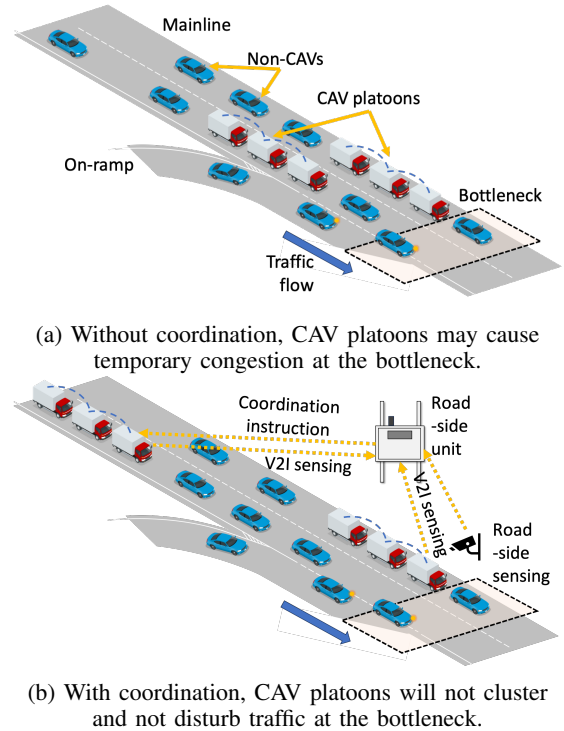 Mainline
Non-CAVs
CAV platoons
On-ramp
Bottleneck
Traffic
flow
(a) Without coordination, CAV platoons may cause
temporary congestion at the bottleneck.
Coordination
instruction
Road
-side
unit
V2I sensing
V2I sensing
Road
-side
sensing
(b) With coordination, CAV platoons will not cluster
and not disturb traffic at the bottleneck.